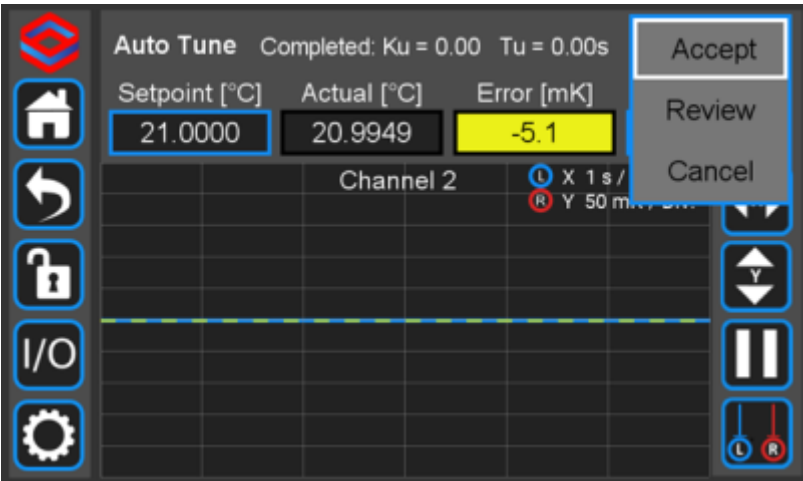 Auto Tune Completed: Ku = 0.00 Tu = 0.00s
Accept
Review
Cancel
Setpoint [°C] Actual [°C] Error [mK]
21.0000 20.9949 -5.1
Channel 2
L X 1 s /
R Y 50
I/O
Y
L R